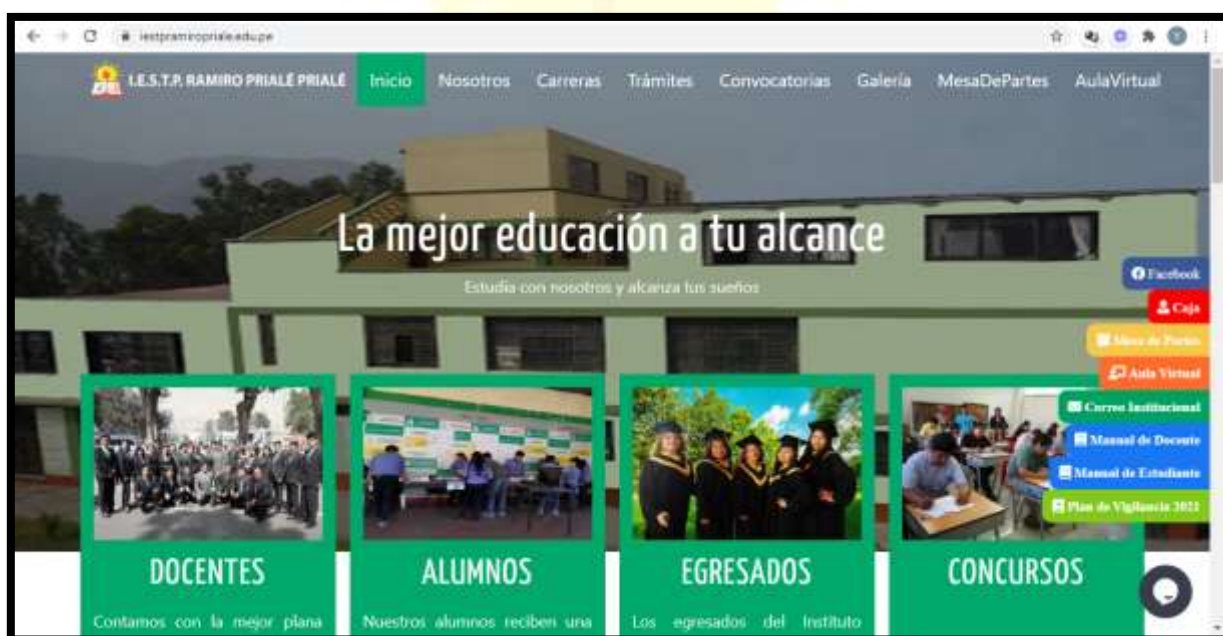 iestpramiropriale.edu.pe
I.E.S.T.P. RAMIRO PRIALÉ PRIALÉ
Inicio
Nosotros
Carreras
Trámites
Convocatorias
Galería
MesaDePartes
AulaVirtual
La mejor educación a tu alcance
Estudia con nosotros y alcanza tus sueños
Facebook
Caja
Mesa de Partes
Aula Virtual
Correo Institucional
Manual de Docente
Manual de Estudiante
Plan de Vigilancia 2021
DOCENTES
Contamos con la mejor plana
ALUMNOS
Nuestros alumnos reciben una
EGRESADOS
Los egresados del Instituto
CONCURSOS